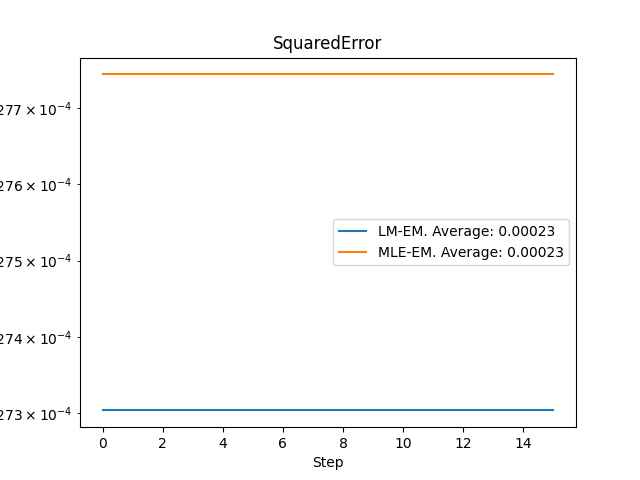 SquaredError
277 × 10⁻⁴
276 × 10⁻⁴
275 × 10⁻⁴
274 × 10⁻⁴
273 × 10⁻⁴
LM-EM. Average: 0.00023
MLE-EM. Average: 0.00023
0 2 4 6 8 10 12 14
Step